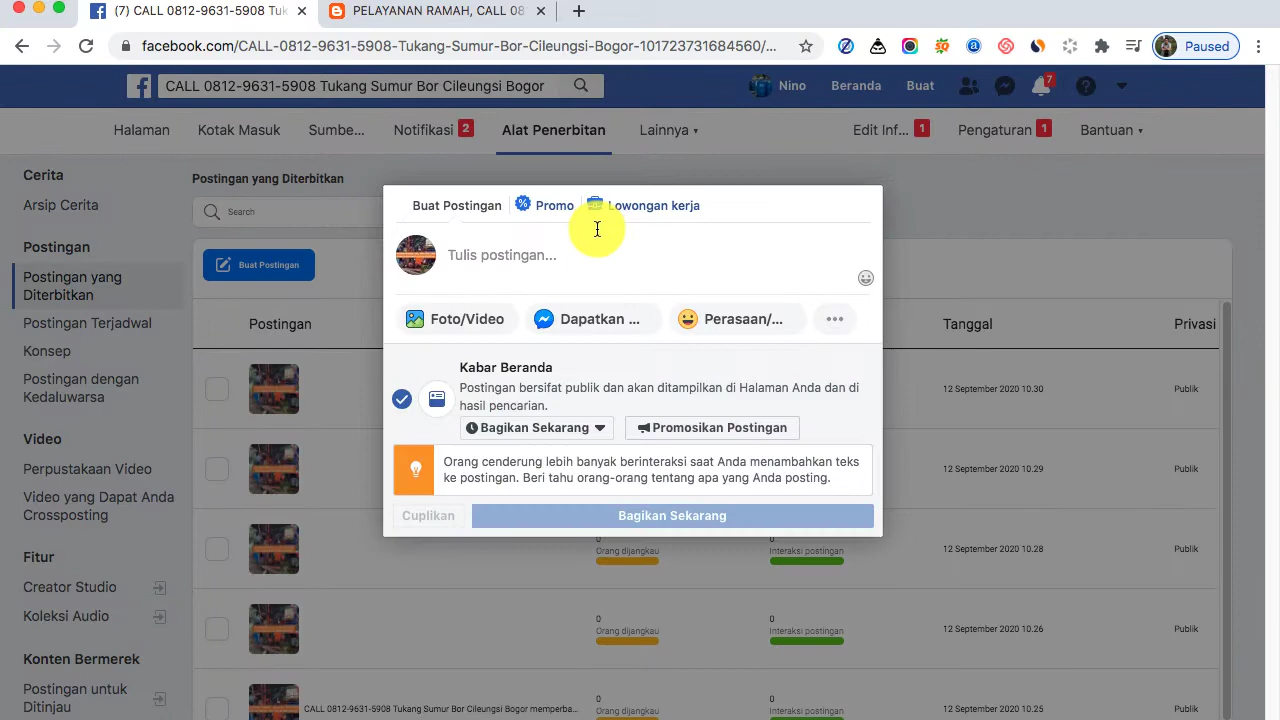 (7) CALL 0812-9631-5908 Tuk
PELAYANAN RAMAH, CALL 08
facebook.com/CALL-0812-9631-5908-Tukang-Sumur-Bor-Cileungsi-Bogor-101723731684560/...
Paused
CALL 0812-9631-5908 Tukang Sumur Bor Cileungsi Bogor
Nino
Beranda
Buat
7
Halaman
Kotak Masuk
Sumbe...
Notifikasi 2
Alat Penerbitan
Lainnya
Edit Inf... 1
Pengaturan 1
Bantuan
Cerita
Arsip Cerita
Postingan
Postingan yang
Diterbitkan
Postingan Terjadwal
Konsep
Postingan dengan
Kedaluwarsa
Video
Perpustakaan Video
Video yang Dapat Anda
Crossposting
Fitur
Creator Studio
Koleksi Audio
Konten Bermerek
Postingan untuk
Ditinjau
Postingan yang Diterbitkan
Search
Buat Postingan
Postingan
Tanggal
Privasi
Buat Postingan
Promo
Lowongan kerja
Tulis postingan...
Foto/Video
Dapatkan ...
Perasaan/...
Kabar Beranda
Postingan bersifat publik dan akan ditampilkan di Halaman Anda dan di
hasil pencarian.
Bagikan Sekarang
Promosikan Postingan
Orang cenderung lebih banyak berinteraksi saat Anda menambahkan teks
ke postingan. Beri tahu orang-orang tentang apa yang Anda posting.
Cuplikan
Bagikan Sekarang
12 September 2020 10.30
Publik
12 September 2020 10.29
Publik
Orang dijangkau
Interaksi postingan
12 September 2020 10.28
Publik
0
Orang dijangkau
0
Interaksi postingan
12 September 2020 10.26
Publik
CALL 0812-9631-5908 Tukang Sumur Bor Cileungsi Bogor memperba...
0
Orang dijangkau
0
Interaksi postingan
12 September 2020 10.25
Publik